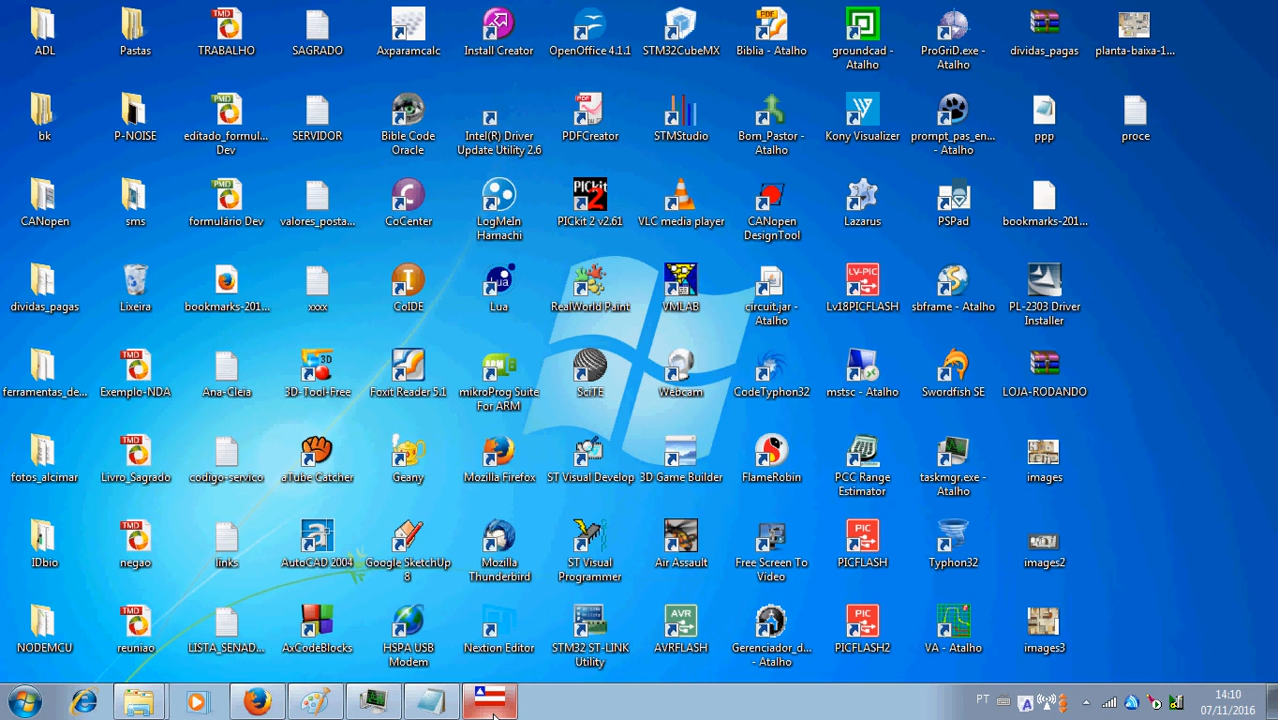 ADL
Pastas
TRABALHO
SAGRADO
Axparamcalc
Install Creator
OpenOffice 4.1.1
STM32CubeMX
PDF
Biblia - Atalho
groundcad -
Atalho
ProGriD.exe -
Atalho
dividas_pagas
planta-baixa-1...
bk
P-NOISE
editado_formul...
Dev
SERVIDOR
Bible Code
Oracle
Intel(R) Driver
Update Utility 2.6
PDFCreator
STMStudio
Bom_Pastor -
Atalho
Kony Visualizer
prompt_pas_en...
- Atalho
ppp
proce
CANopen
sms
formulário Dev
valores_posta...
CoCenter
LogMeIn
Hamachi
PICkit 2
PICkit 2 v2.61
VLC media player
CANopen
DesignTool
Lazarus
PSPad
bookmarks-201...
dividas_pagas
Lixeira
bookmarks-201...
xxxx
CoIDE
Lua
RealWorld Paint
VMLAB
circuit.jar -
Atalho
LV-PIC
Lv18PICFLASH
sbframe - Atalho
PL-2303 Driver
Installer
ferramentas_de...
Exemplo-NDA
Ana-Cleia
3D-Tool-Free
Foxit Reader 5.1
mikroProg Suite
For ARM
SciTE
Webcam
CodeTyphon32
mstsc - Atalho
Swordfish SE
LOJA-RODANDO
fotos_alcimar
Livro_Sagrado
codigo-servico
aTube Catcher
Geany
Mozilla Firefox
ST Visual Develop
3D Game Builder
FlameRobin
PCC Range
Estimator
taskmgr.exe -
Atalho
images
IDbio
negao
links
AutoCAD 2004
Google SketchUp
8
Mozilla
Thunderbird
ST Visual
Programmer
Air Assault
Free Screen To
Video
PIC
PICFLASH
Typhon32
images2
NODEMCU
reuniao
LISTA_SENAD...
AxCodeBlocks
HSPA USB
Modem
Nextion Editor
STM32 ST-LINK
Utility
AVR
AVRFLASH
Gerenciador_d...
- Atalho
PIC
PICFLASH2
VA - Atalho
images3
PT
14:10
07/11/2016